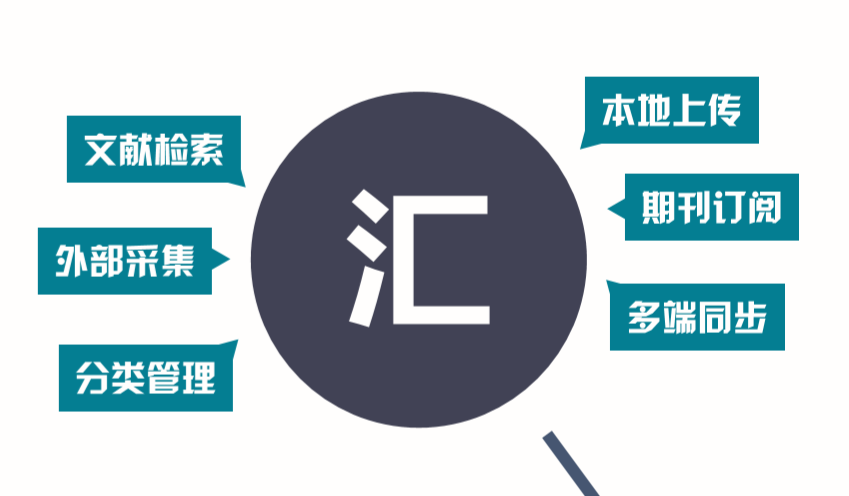 文献检索
外部采集
分类管理
汇
本地上传
期刊订阅
多端同步